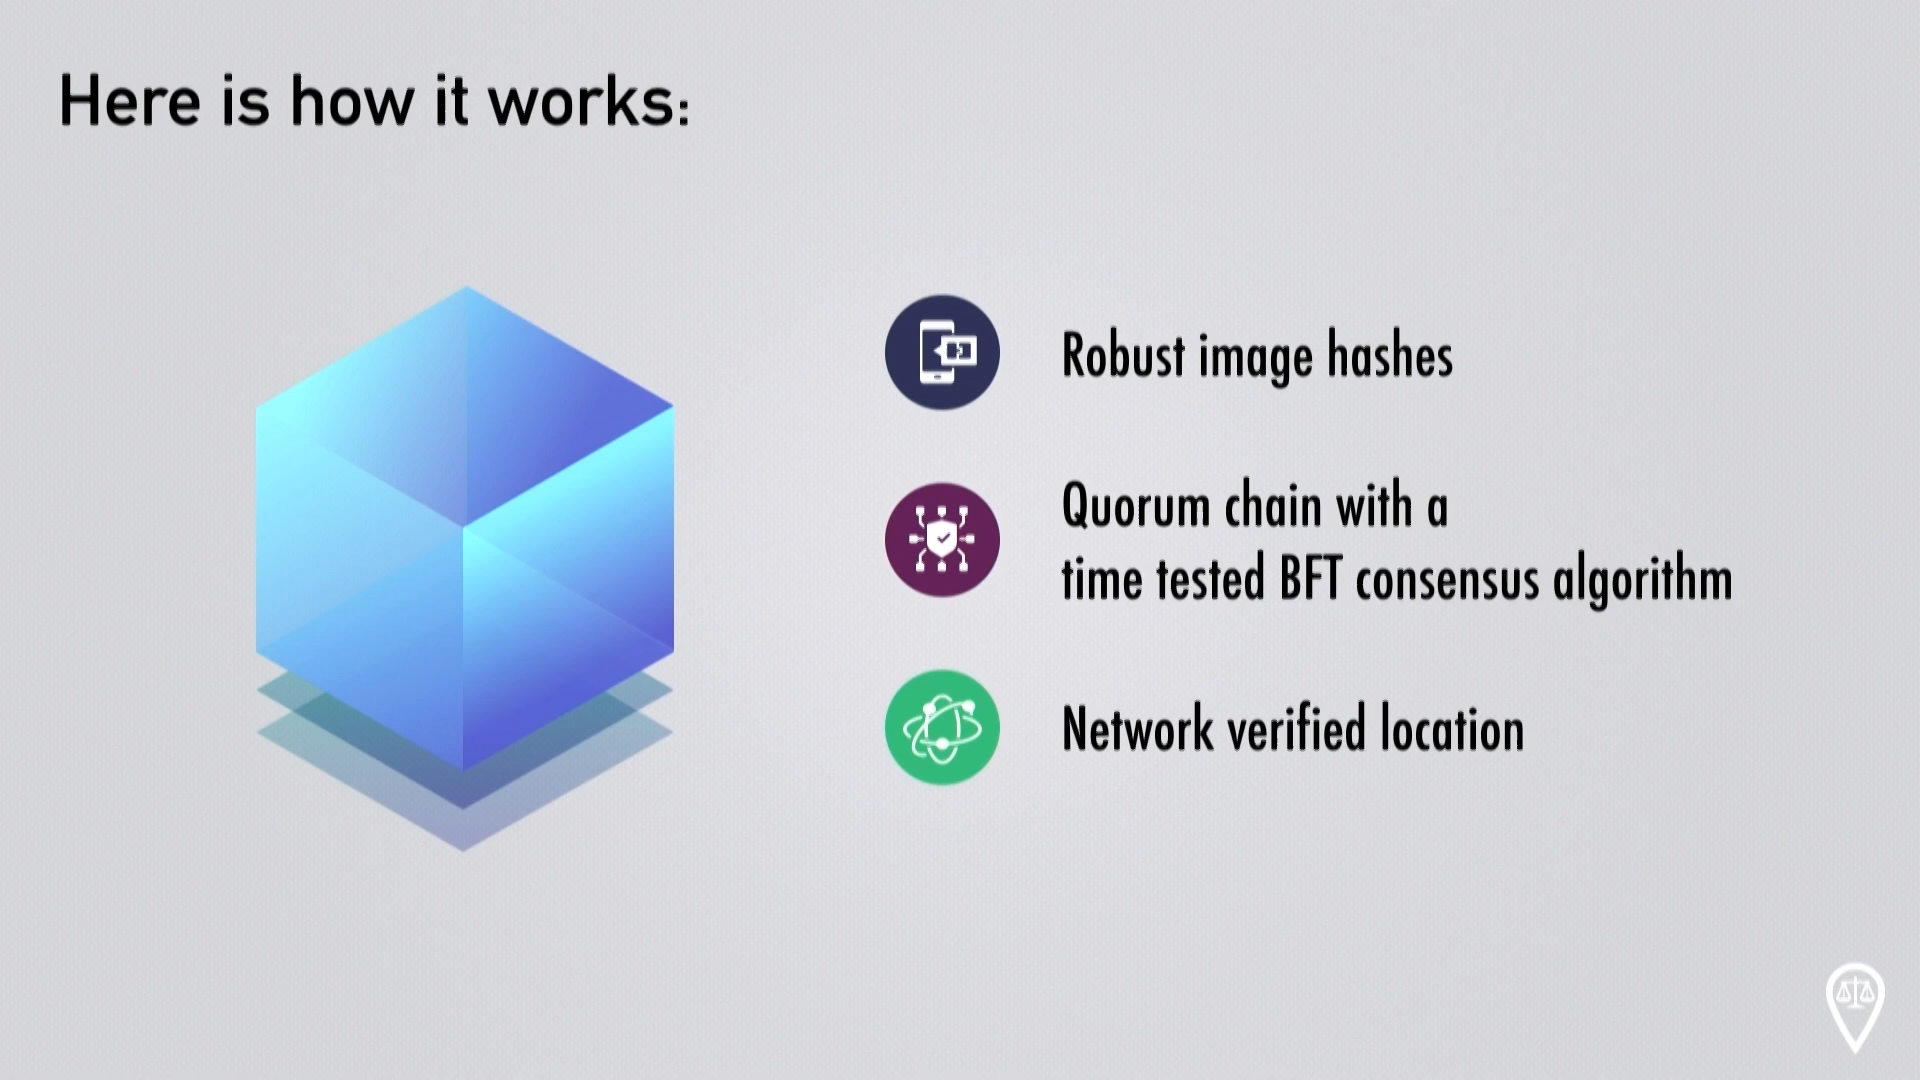 Here is how it works:
Robust image hashes
Quorum chain with a
time tested BFT consensus algorithm
Network verified location